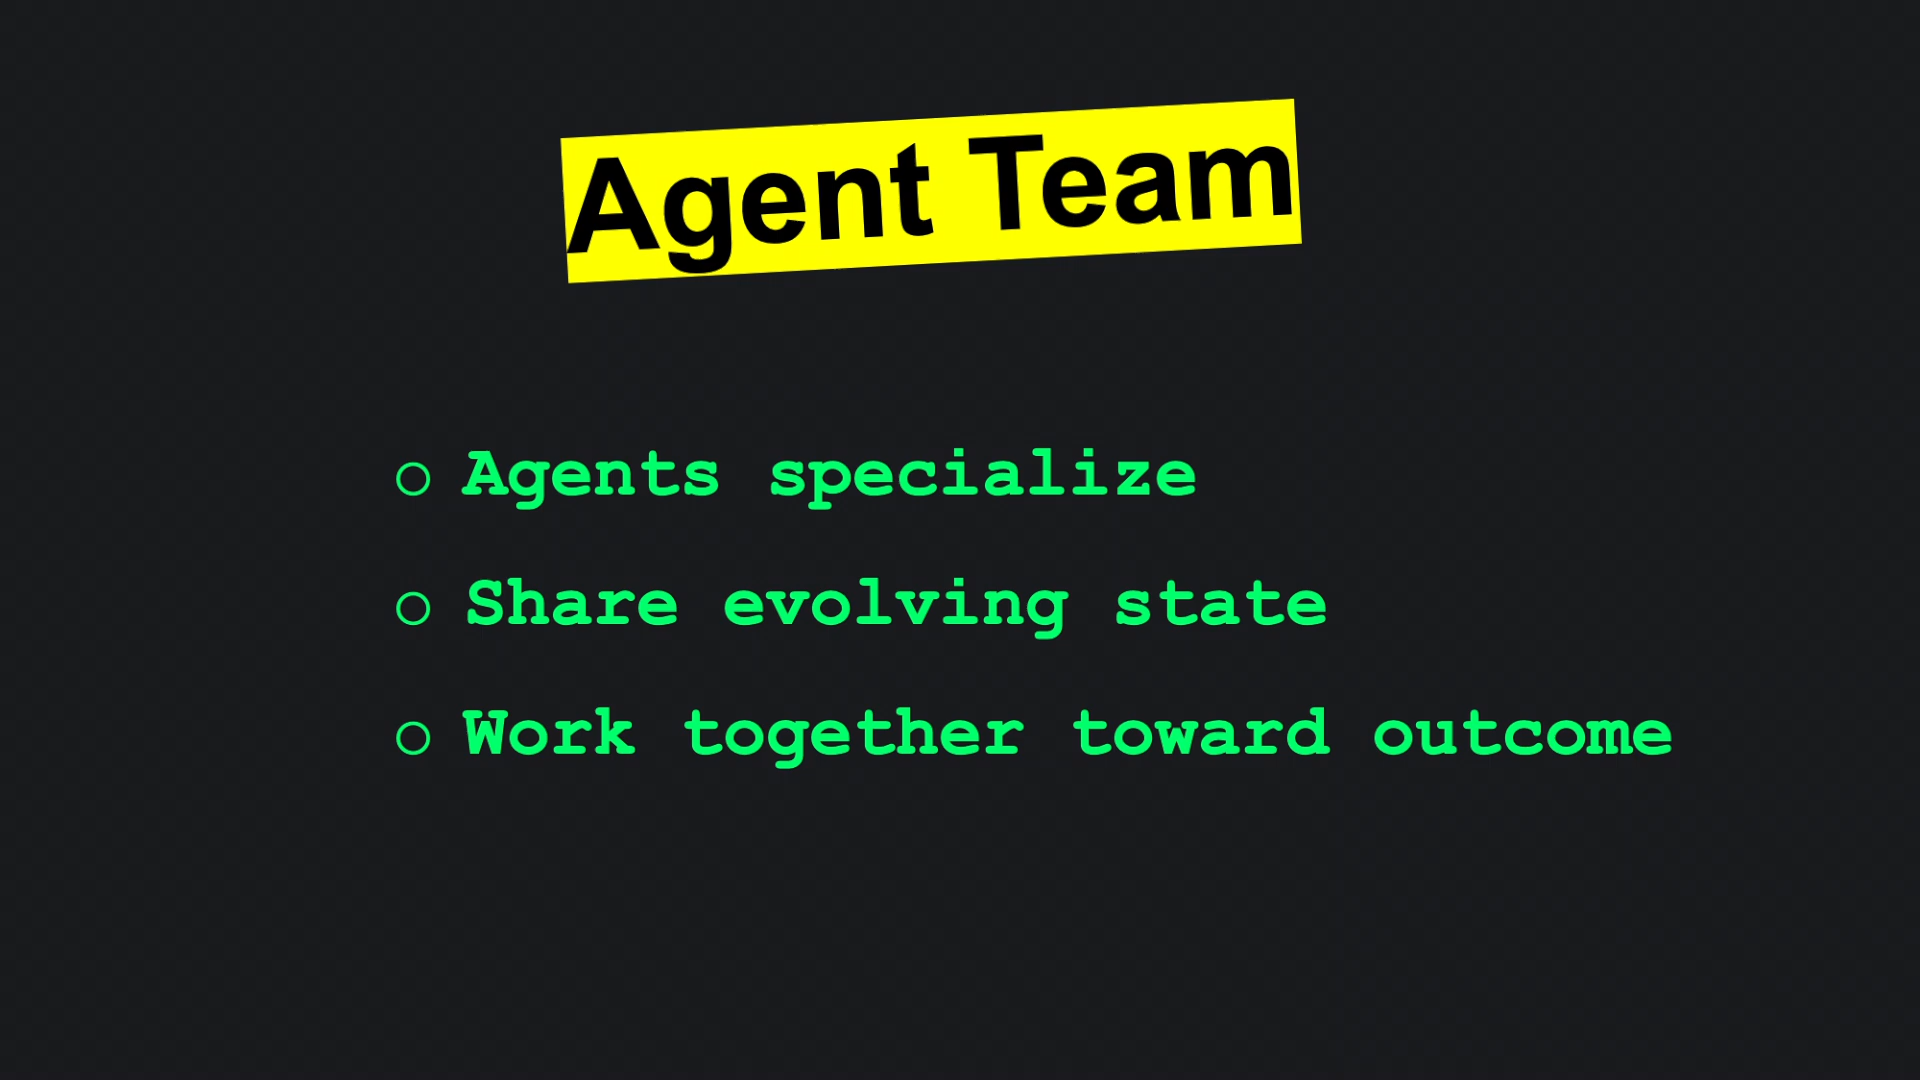 Agent Team
○ Agents specialize
○ Share evolving state
○ Work together toward outcome